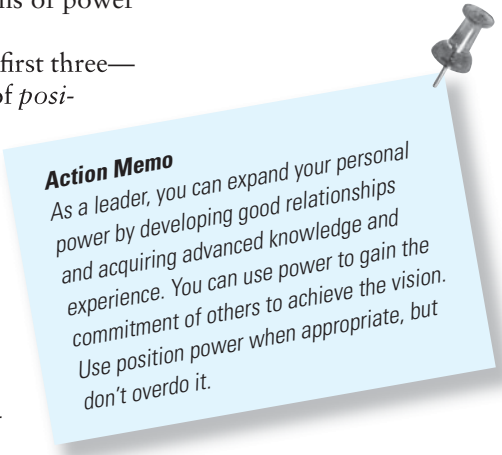 ns of power
first three—
of posi-
Action Memo
As a leader, you can expand your personal
power by developing good relationships
and acquiring advanced knowledge and
experience. You can use power to gain the
commitment of others to achieve the vision.
Use position power when appropriate, but
don't overdo it.